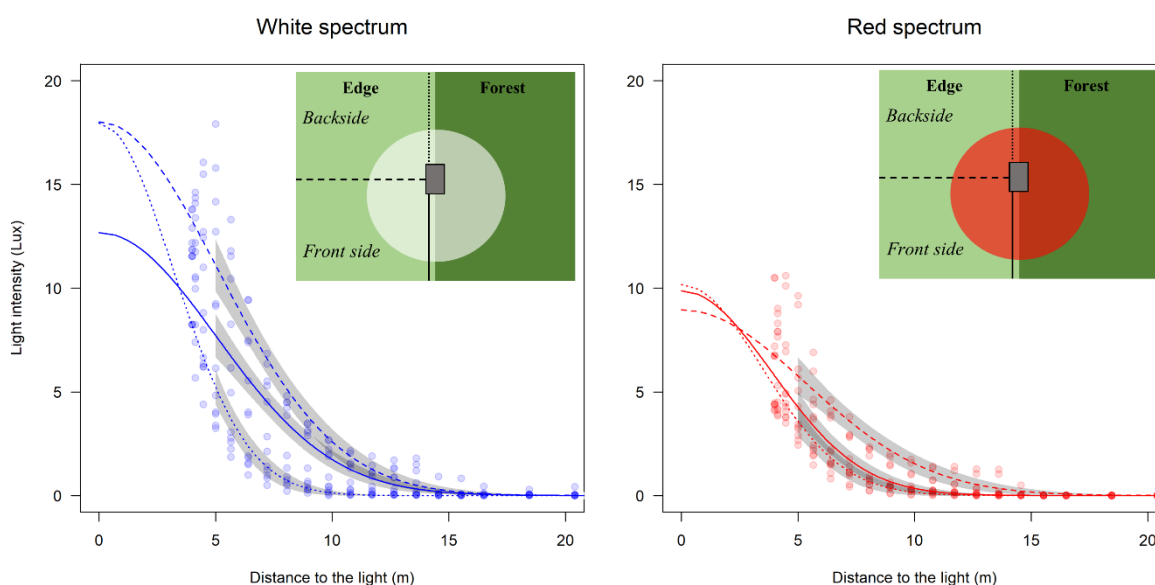 White spectrum
Light intensity (Lux)
20
15
10
5
0
Edge
Forest
Backside
Front side
0
5
10
15
20
Distance to the light (m)
Red spectrum
20
15
10
5
0
Edge
Forest
Backside
Front side
0
5
10
15
20
Distance to the light (m)